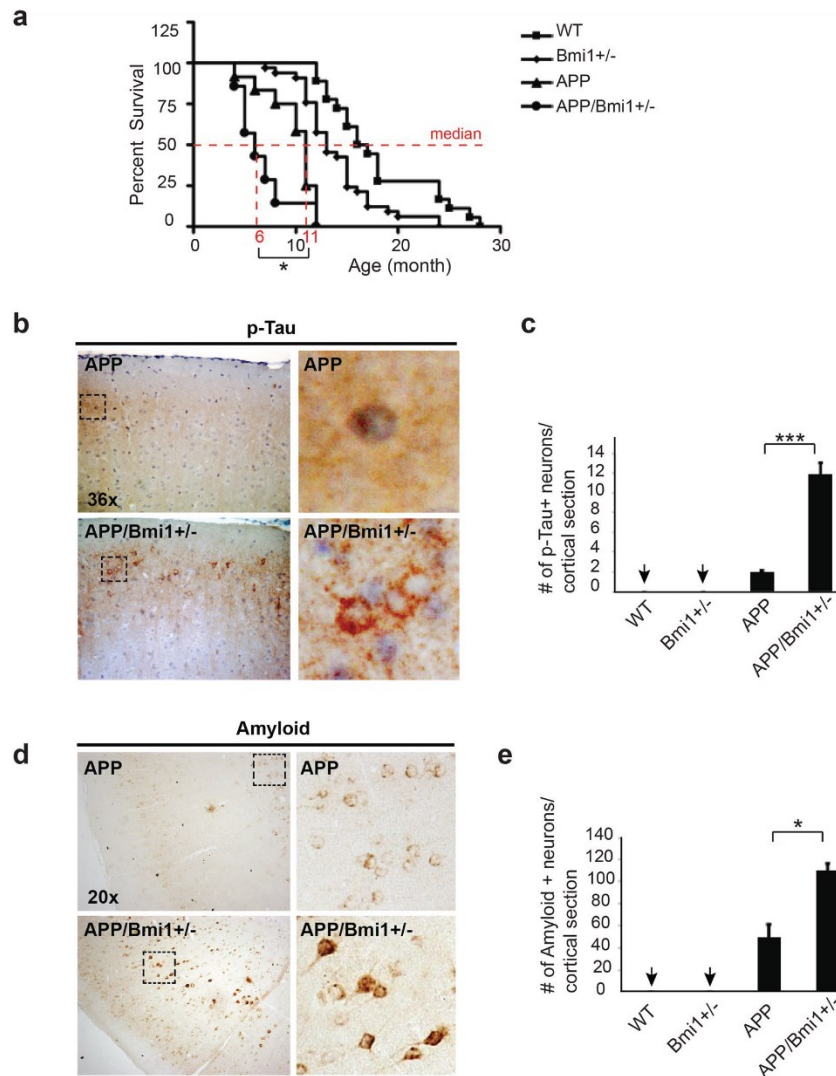 a
125
100
75
50
25
0
Percent Survival
median
6
11
0
10
20
30
*
Age (month)
WT
Bmi1+/-
APP
APP/Bmi1+/-
b
p-Tau
APP
APP
36x
APP/Bmi1+/-
APP/Bmi1+/-
c
# of p-Tau+ neurons/
cortical section
14
12
10
8
6
4
2
0
***
WT
Bmi1+/-
APP
APP/Bmi1+/-
d
Amyloid
APP
APP
20x
APP/Bmi1+/-
APP/Bmi1+/-
e
# of Amyloid + neurons/
cortical section
140
120
100
80
60
40
20
0
*
WT
Bmi1+/-
APP
APP/Bmi1+/-